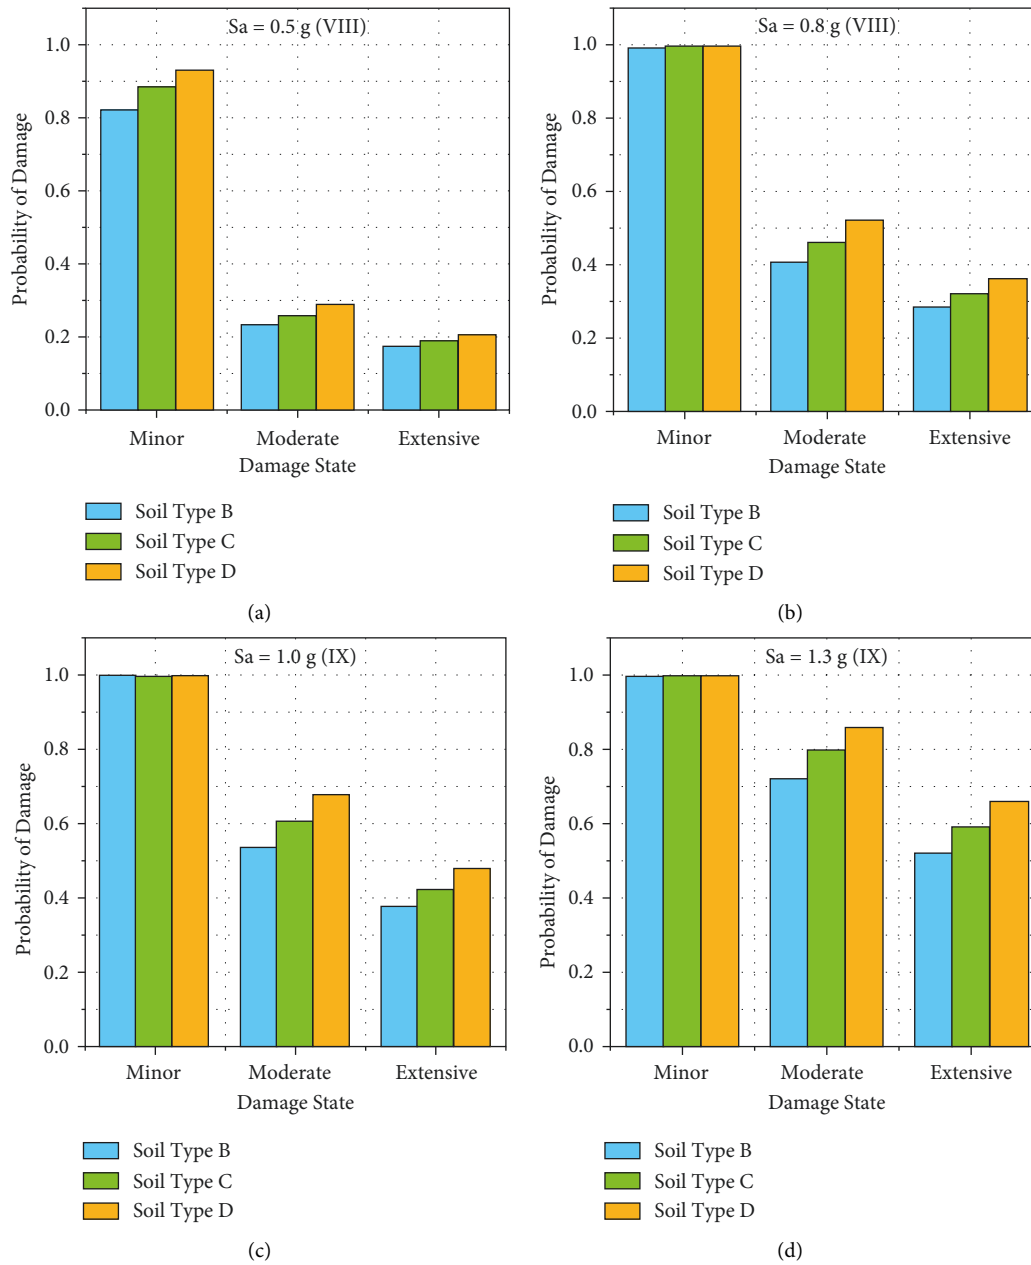 Sa = 0.5 g (VIII)
Probability of Damage
1.0
0.8
0.6
0.4
0.2
0.0
Minor Moderate Extensive
Damage State
Soil Type B
Soil Type C
Soil Type D
(a)
Sa = 0.8 g (VIII)
Probability of Damage
1.0
0.8
0.6
0.4
0.2
0.0
Minor Moderate Extensive
Damage State
Soil Type B
Soil Type C
Soil Type D
(b)
Sa = 1.0 g (IX)
Probability of Damage
1.0
0.8
0.6
0.4
0.2
0.0
Minor Moderate Extensive
Damage State
Soil Type B
Soil Type C
Soil Type D
(c)
Sa = 1.3 g (IX)
Probability of Damage
1.0
0.8
0.6
0.4
0.2
0.0
Minor Moderate Extensive
Damage State
Soil Type B
Soil Type C
Soil Type D
(d)